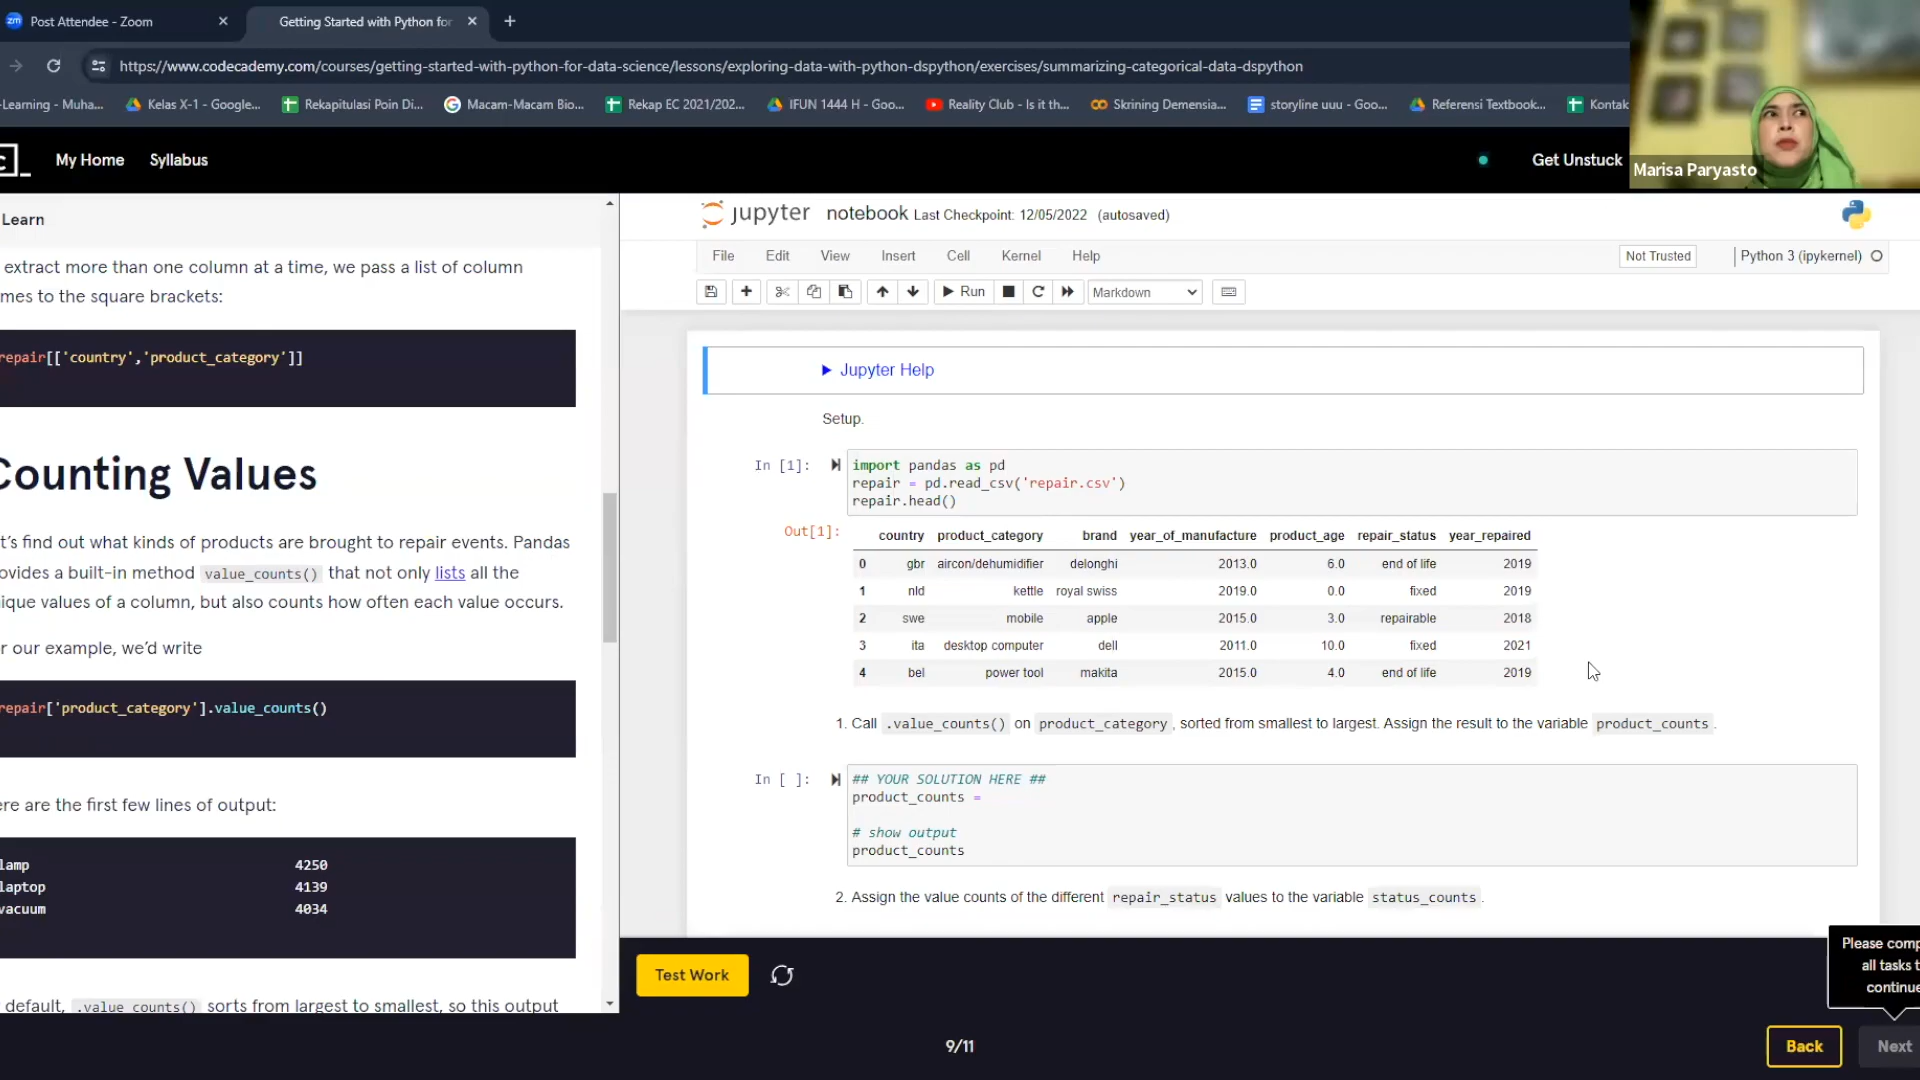 Post Attendee - Zoom
Getting Started with Python for
https://www.codecademy.com/courses/getting-started-with-python-for-data-science/lessons/exploring-data-with-python-dspython/exercises/summarizing-categorical-data-dspython
-Learning - Muha...
Kelas X-1 - Google...
Rekapitulasi Poin Di...
Macam-Macam Bio...
Rekap EC 2021/202...
IFUN 1444 H - Goo...
Reality Club - Is it th...
Skrining Demensia...
storyline uuu - Goo...
Referensi Textbook...
Kontak
Marisa Paryasto
My Home
Syllabus
Get Unstuck
Learn
extract more than one column at a time, we pass a list of column
mes to the square brackets:
repair[['country','product_category']]
Counting Values
t's find out what kinds of products are brought to repair events. Pandas
ovides a built-in method value_counts() that not only lists all the
ique values of a column, but also counts how often each value occurs.
r our example, we'd write
repair['product_category'].value_counts()
ere are the first few lines of output:
lamp 4250
laptop 4139
vacuum 4034
default, .value_counts() sorts from largest to smallest, so this output
jupyter notebook Last Checkpoint: 12/05/2022 (autosaved)
File Edit View Insert Cell Kernel Help
Not Trusted
Python 3 (ipykernel)
Run
Markdown
Jupyter Help
Setup.
In [1]:
import pandas as pd
repair = pd.read_csv('repair.csv')
repair.head()
Out[1]:
country product_category brand year_of_manufacture product_age repair_status year_repaired
0 gbr aircon/dehumidifier delonghi 2013.0 6.0 end of life 2019
1 nld kettle royal swiss 2019.0 0.0 fixed 2019
2 swe mobile apple 2015.0 3.0 repairable 2018
3 ita desktop computer dell 2011.0 10.0 fixed 2021
4 bel power tool makita 2015.0 4.0 end of life 2019
1. Call .value_counts() on product_category, sorted from smallest to largest. Assign the result to the variable product_counts.
In [ ]:
## YOUR SOLUTION HERE ##
product_counts =
# show output
product_counts
2. Assign the value counts of the different repair_status values to the variable status_counts.
Test Work
Please comp
all tasks t
continue
9/11
Back
Next